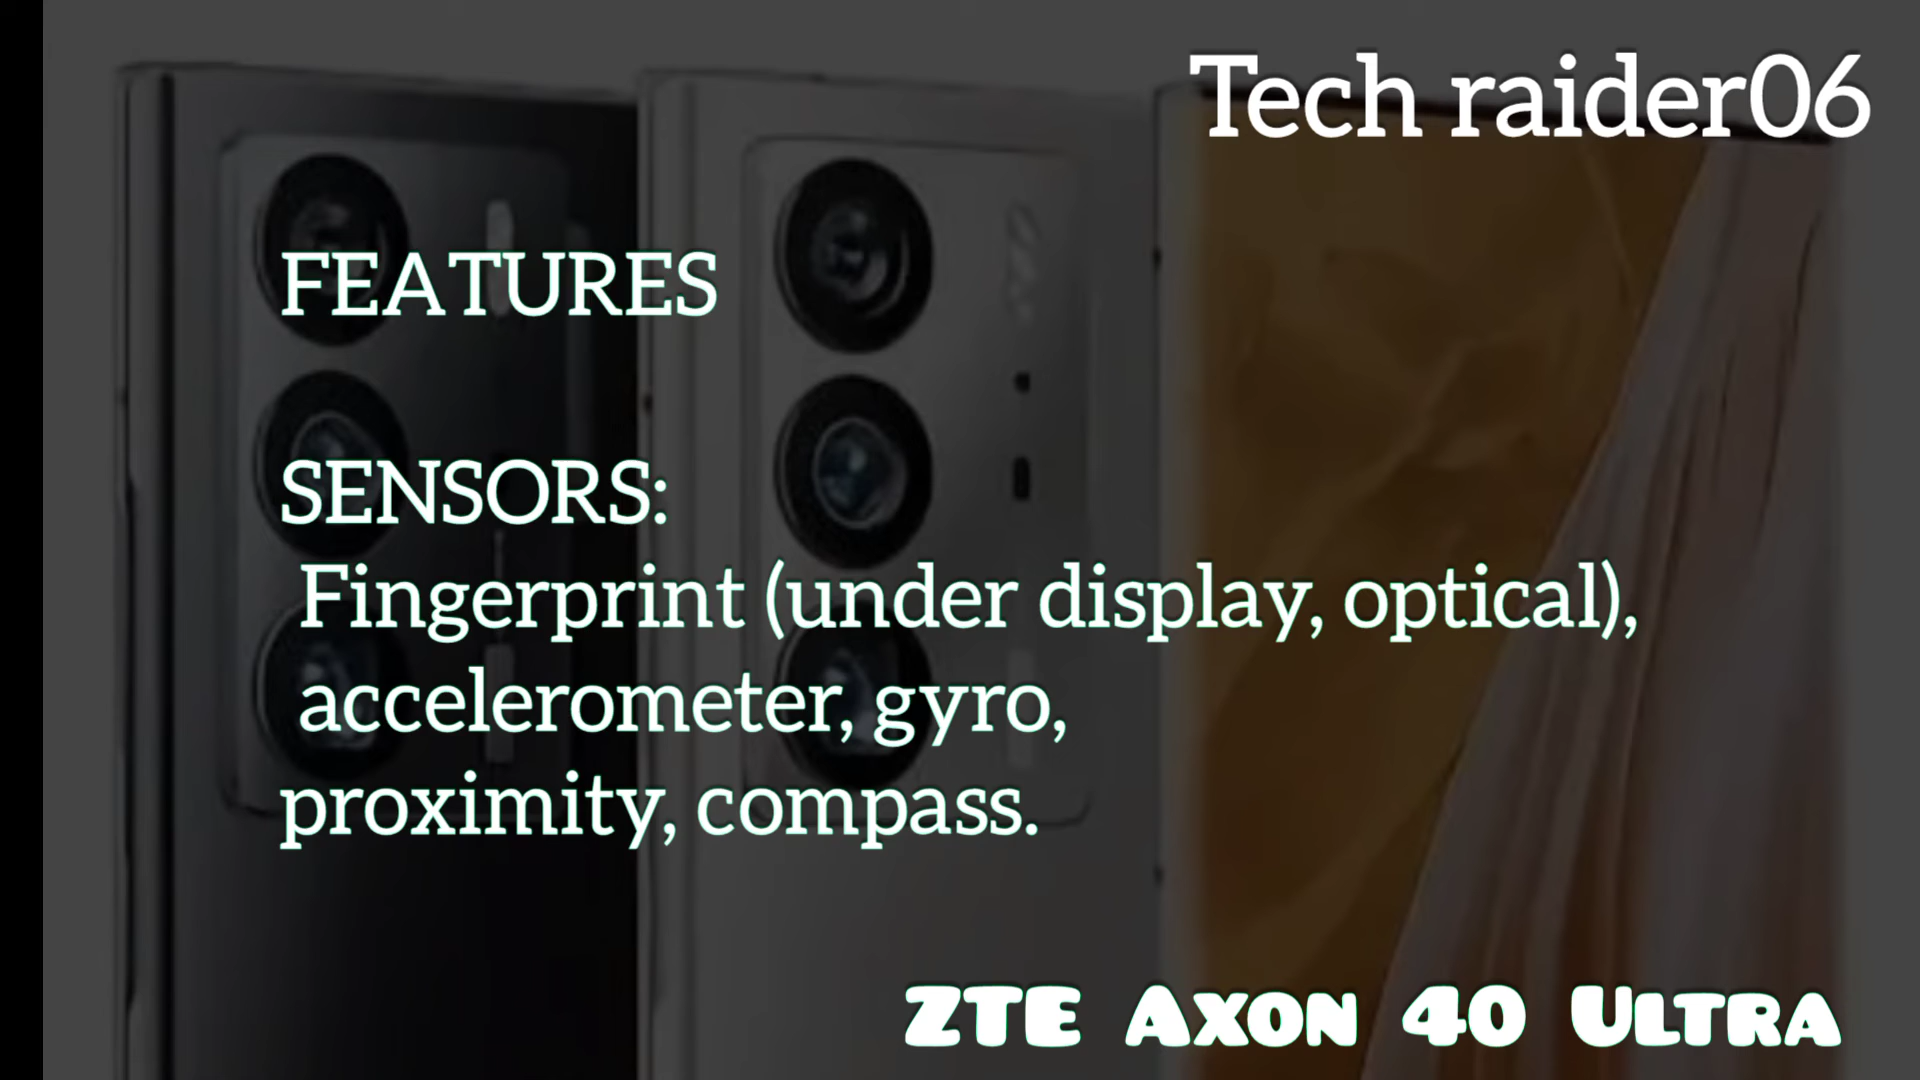 Tech raider06
FEATURES
SENSORS:
Fingerprint (under display, optical),
accelerometer, gyro,
proximity, compass.
ZTE Axon 40 Ultra